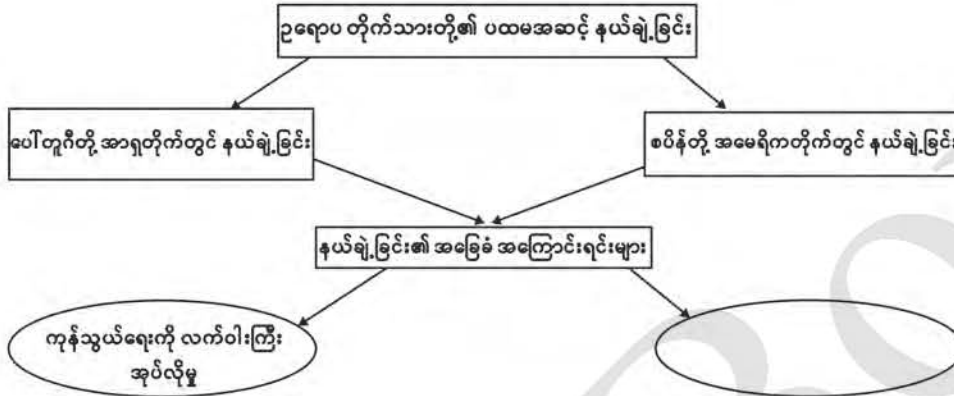 ဥရောပ တိုက်သားတို့၏ ပထမအဆင့် နယ်ချဲ့ခြင်း
ပေါ်တူဂီတို့ အာရှတိုက်တွင် နယ်ချဲ့ခြင်း
စပိန်တို့ အမေရိကတိုက်တွင် နယ်ချဲ့ခြင်း
နယ်ချဲ့ခြင်း၏ အခြေခံ အကြောင်းရင်းများ
ကုန်သွယ်ရေးကို လက်ဝါးကြီး
အုပ်လိုမှု